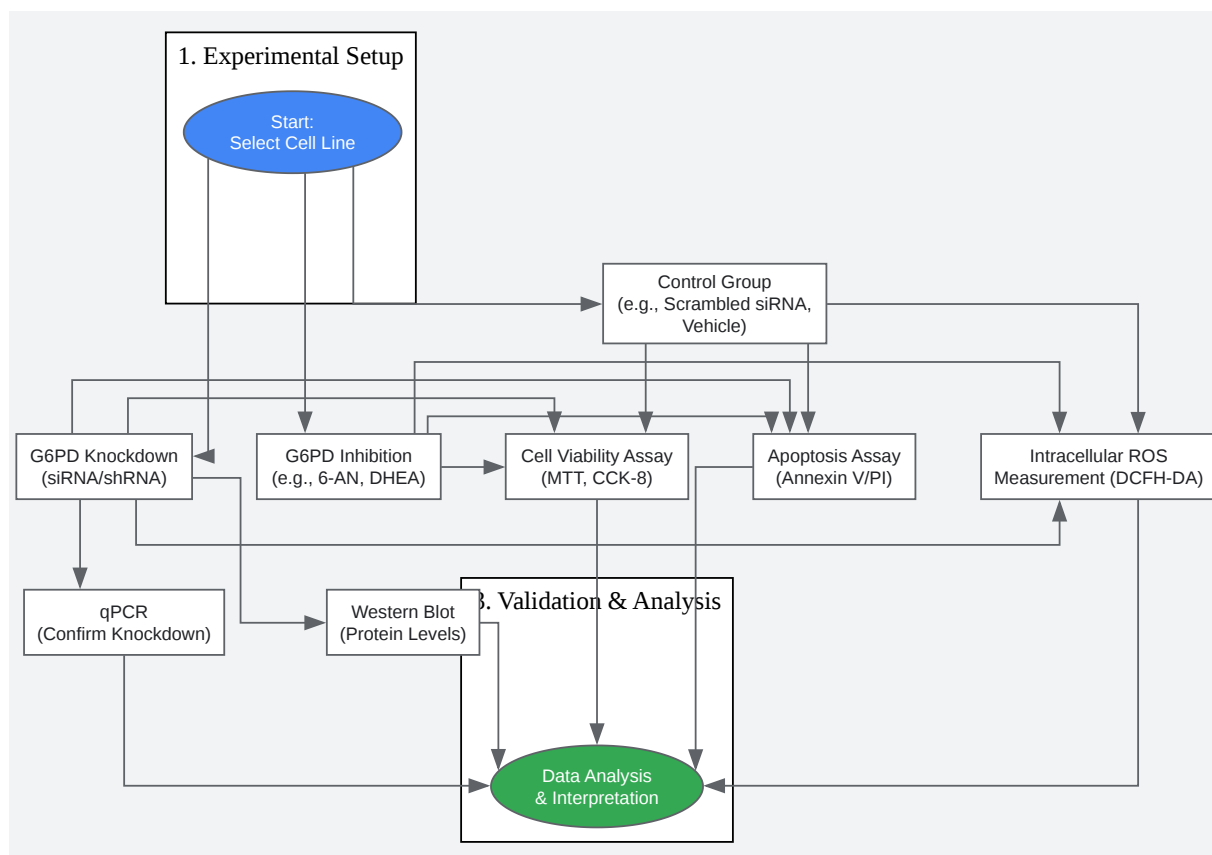 1. Experimental Setup
Start:
Select Cell Line
Control Group
(e.g., Scrambled siRNA,
Vehicle)
G6PD Knockdown
(siRNA/shRNA)
G6PD Inhibition
(e.g., 6-AN, DHEA)
Cell Viability Assay
(MTT, CCK-8)
Apoptosis Assay
(Annexin V/PI)
Intracellular ROS
Measurement (DCFH-DA)
qPCR
(Confirm Knockdown)
Western Blot
(Protein Levels)
3. Validation & Analysis
Data Analysis
& Interpretation